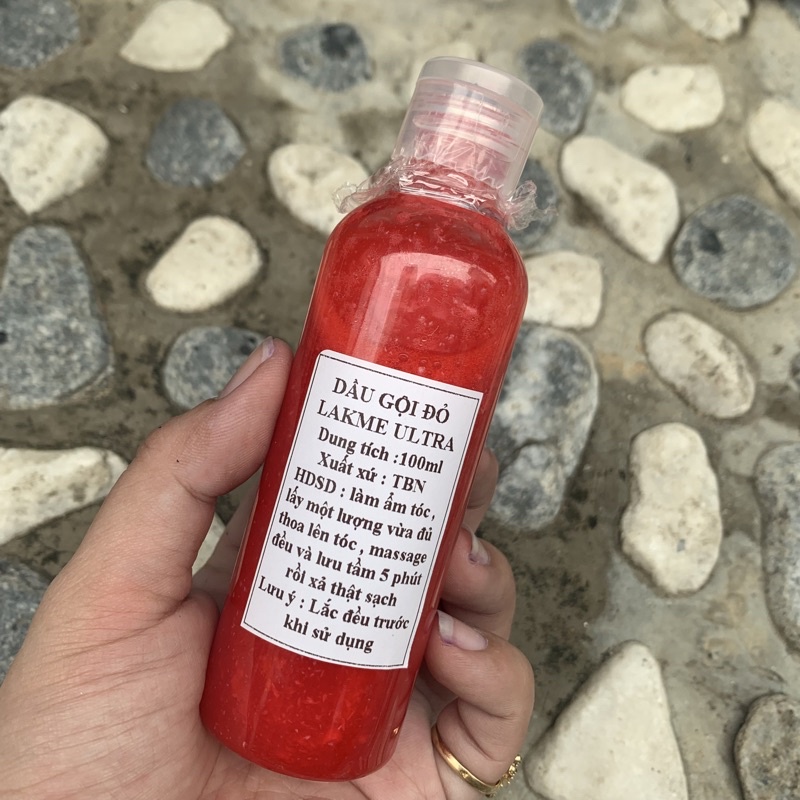 DẦU GỘI ĐỎ
LAKME ULTRA
Dung tích :100ml
Xuất xứ : TBN
HDSD : làm ẩm tóc,
lấy một lượng vừa đủ
thoa lên tóc , massage
đều và lưu tầm 5 phút
rồi xả thật sạch
Lưu ý : Lắc đều trước
khi sử dụng